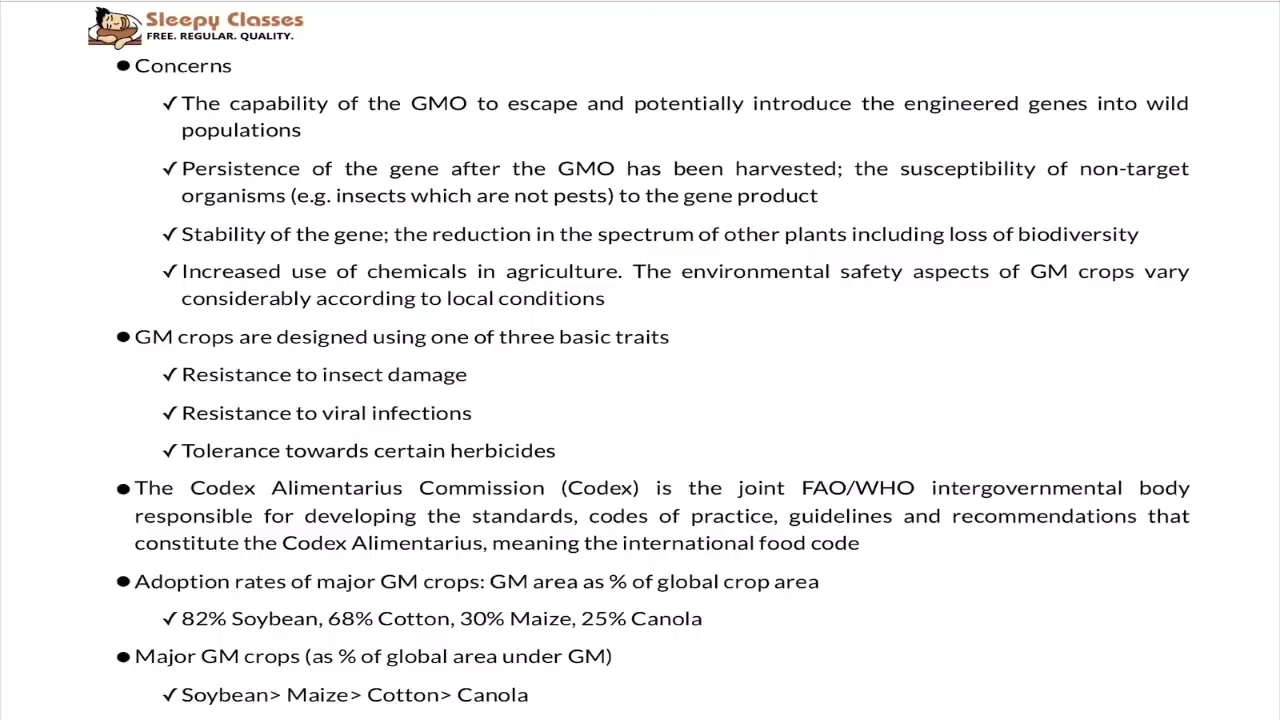 Sleepy Classes
FREE. REGULAR. QUALITY.
● Concerns
✓ The capability of the GMO to escape and potentially introduce the engineered genes into wild
populations
✓ Persistence of the gene after the GMO has been harvested; the susceptibility of non-target
organisms (e.g. insects which are not pests) to the gene product
✓ Stability of the gene; the reduction in the spectrum of other plants including loss of biodiversity
✓ Increased use of chemicals in agriculture. The environmental safety aspects of GM crops vary
considerably according to local conditions
● GM crops are designed using one of three basic traits
✓ Resistance to insect damage
✓ Resistance to viral infections
✓ Tolerance towards certain herbicides
● The Codex Alimentarius Commission (Codex) is the joint FAO/WHO intergovernmental body
responsible for developing the standards, codes of practice, guidelines and recommendations that
constitute the Codex Alimentarius, meaning the international food code
● Adoption rates of major GM crops: GM area as % of global crop area
✓ 82% Soybean, 68% Cotton, 30% Maize, 25% Canola
● Major GM crops (as % of global area under GM)
✓ Soybean> Maize> Cotton> Canola